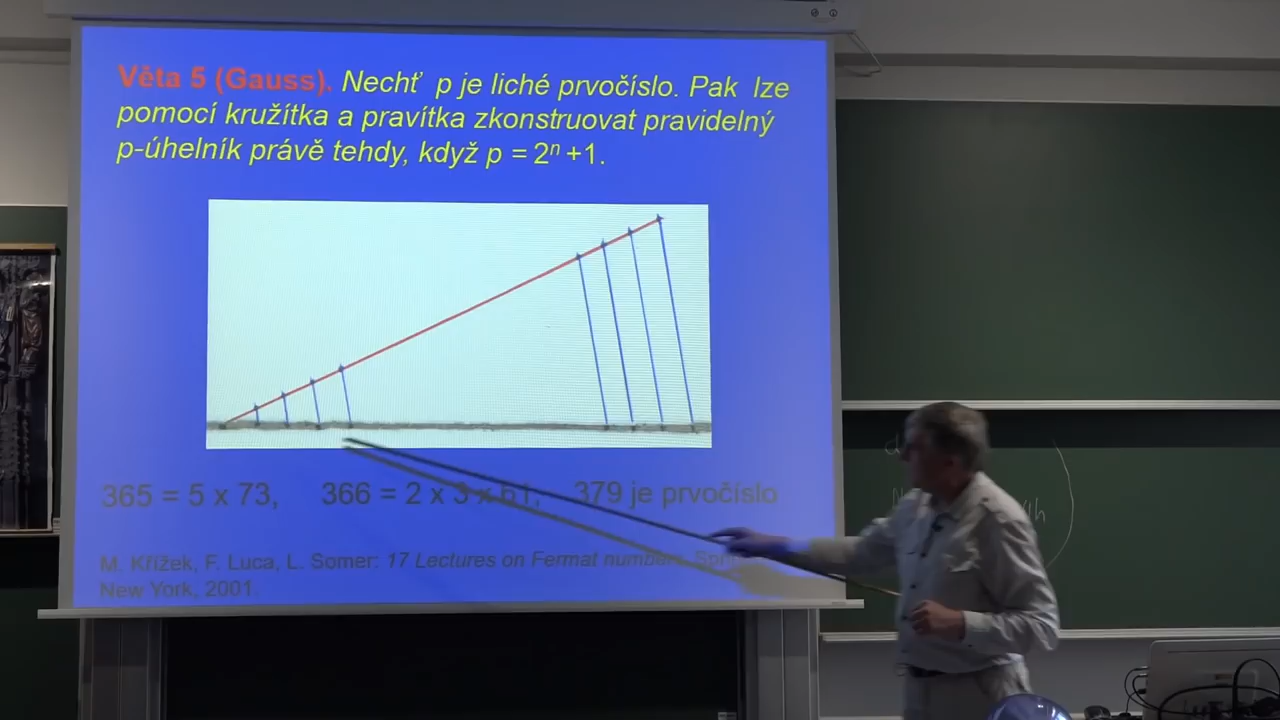 Věta 5 (Gauss). Nechť p je liché prvočíslo. Pak lze
pomocí kružítka a pravítka zkonstruovat pravidelný
p-úhelník právě tehdy, když p = 2ⁿ +1.
365 = 5 x 73, 366 = 2 x 3 x 61, 379 je prvočíslo
M. Křížek, F. Luca, L. Somer: 17 Lectures on Fermat numbers.
New York, 2001.